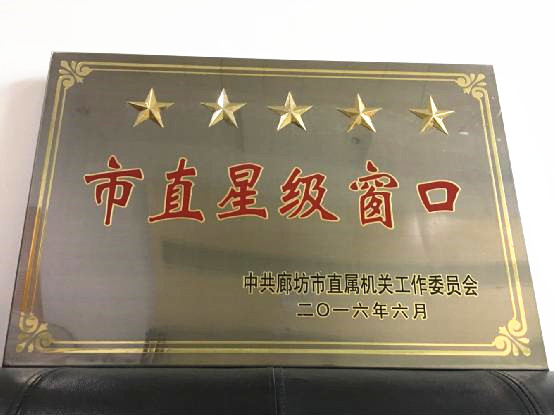 市直星级窗口
中共廊坊市直属机关工作委员会
二〇一六年六月